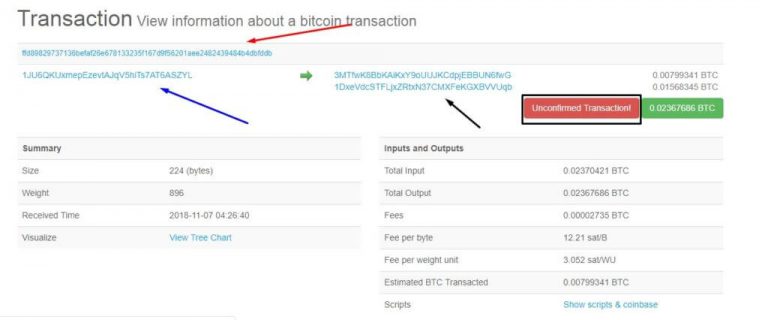 Transaction View information about a bitcoin transaction
ffd89829737136befaf26e678133235f167d9f56201aee2482439484b4dbfddb
1JU6QKUxmepEzevtAJqV5hiTs7AT6ASZYL
3MTfwK8BbKAiKxY9oUUJKCdpjEBBUN6fwG 0.00799341 BTC
1DxeVdcSTFLjxZRtxN37CMXFeKGXBVVUqb 0.01568345 BTC
Unconfirmed Transaction! 0.02367686 BTC
Summary
Size 224 (bytes)
Weight 896
Received Time 2018-11-07 04:26:40
Visualize View Tree Chart
Inputs and Outputs
Total Input 0.02370421 BTC
Total Output 0.02367686 BTC
Fees 0.00002735 BTC
Fee per byte 12.21 sat/B
Fee per weight unit 3.052 sat/WU
Estimated BTC Transacted 0.00799341 BTC
Scripts Show scripts & coinbase